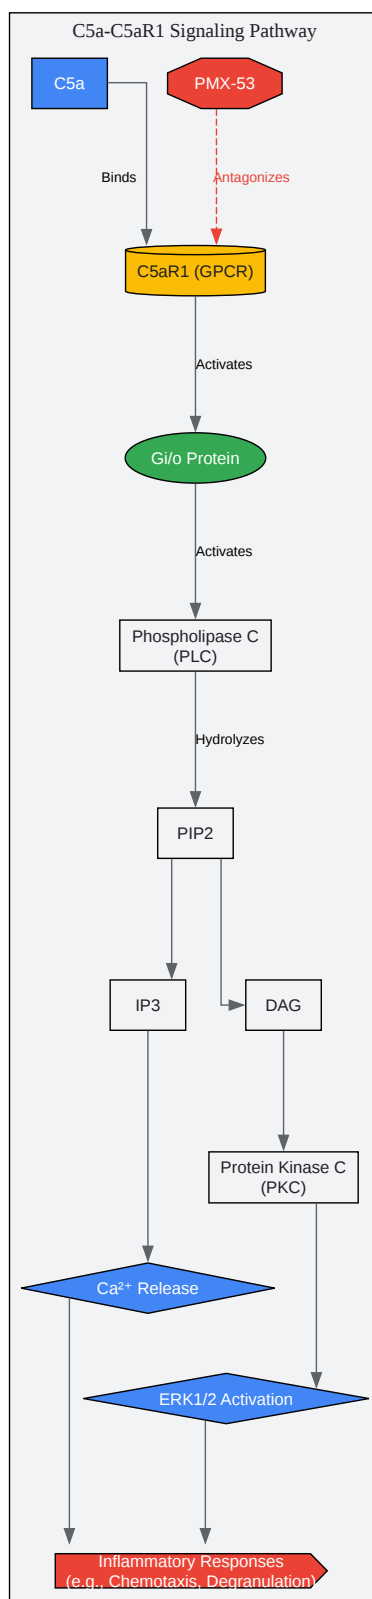 C5a-C5aR1 Signaling Pathway
C5a
PMX-53
Binds
Antagonizes
C5aR1 (GPCR)
Activates
Gi/o Protein
Activates
Phospholipase C
(PLC)
Hydrolyzes
PIP2
IP3
DAG
Protein Kinase C
(PKC)
Ca²⁺ Release
ERK1/2 Activation
Inflammatory Responses
(e.g., Chemotaxis, Degranulation)